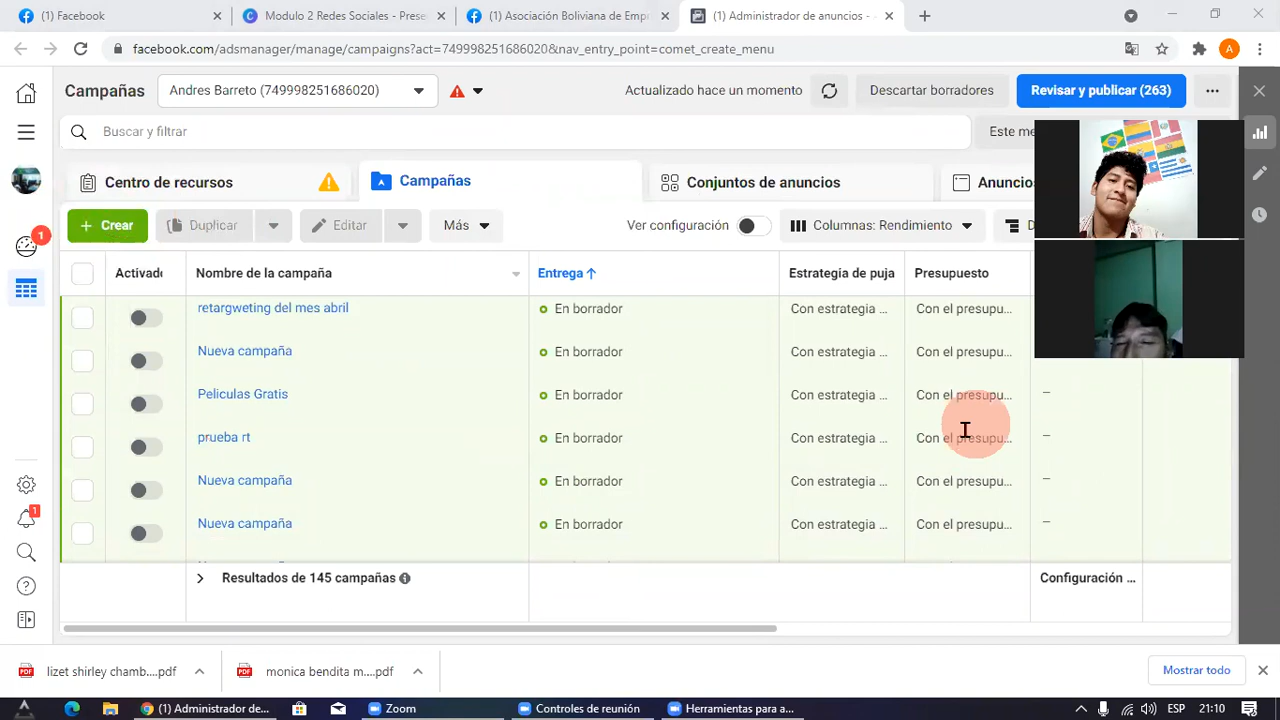 (1) Facebook
Modulo 2 Redes Sociales - Pres
(1) Asociación Boliviana de Emp
(1) Administrador de anuncios -
facebook.com/adsmanager/manage/campaigns?act=749998251686020&nav_entry_point=comet_create_menu
A
Campañas
Andres Barreto (749998251686020)
Actualizado hace un momento
Descartar borradores
Revisar y publicar (263)
Buscar y filtrar
Este me
Centro de recursos
Campañas
Conjuntos de anuncios
Anuncios
+ Crear
Duplicar
Editar
Más
Ver configuración
Columnas: Rendimiento
D
1
Activado
Nombre de la campaña
Entrega ↑
Estrategia de puja
Presupuesto
retargweting del mes abril
En borrador
Con estrategia ...
Con el presupu...
Nueva campaña
En borrador
Con estrategia ...
Con el presupu...
Peliculas Gratis
En borrador
Con estrategia ...
Con el presupu...
–
prueba rt
En borrador
Con estrategia ...
Con el presupu...
–
Nueva campaña
En borrador
Con estrategia ...
Con el presupu...
–
Nueva campaña
En borrador
Con estrategia ...
Con el presupu...
–
1
Resultados de 145 campañas
Configuración ...
lizet shirley chamb....pdf
monica bendita m....pdf
Mostrar todo
(1) Administrador de...
Zoom
Controles de reunión
Herramientas para a...
ESP
21:10